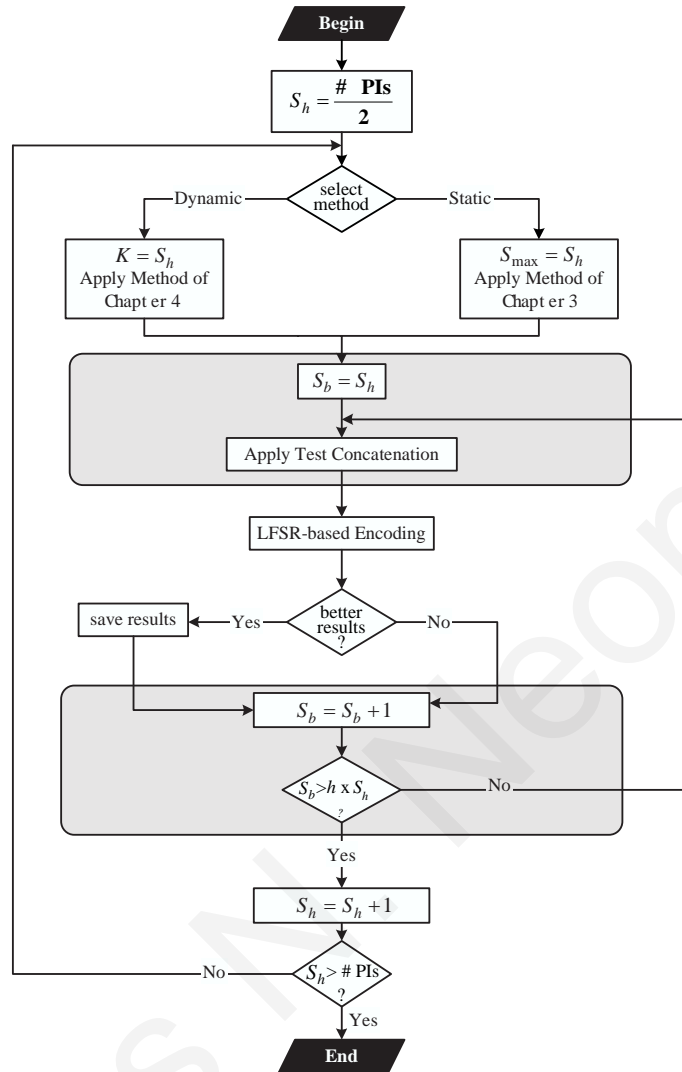 Begin
S_h = # PIs / 2
select
method
Dynamic
Static
K = S_h
Apply Method of
Chapt er 4
S_max = S_h
Apply Method of
Chapt er 3
S_b = S_h
Apply Test Concatenation
LFSR-based Encoding
better
results
?
Yes
No
save results
S_b = S_b +1
S_b>h x S_h
?
No
Yes
S_h = S_h +1
S_h> # PIs
?
No
Yes
End
s N. Neo